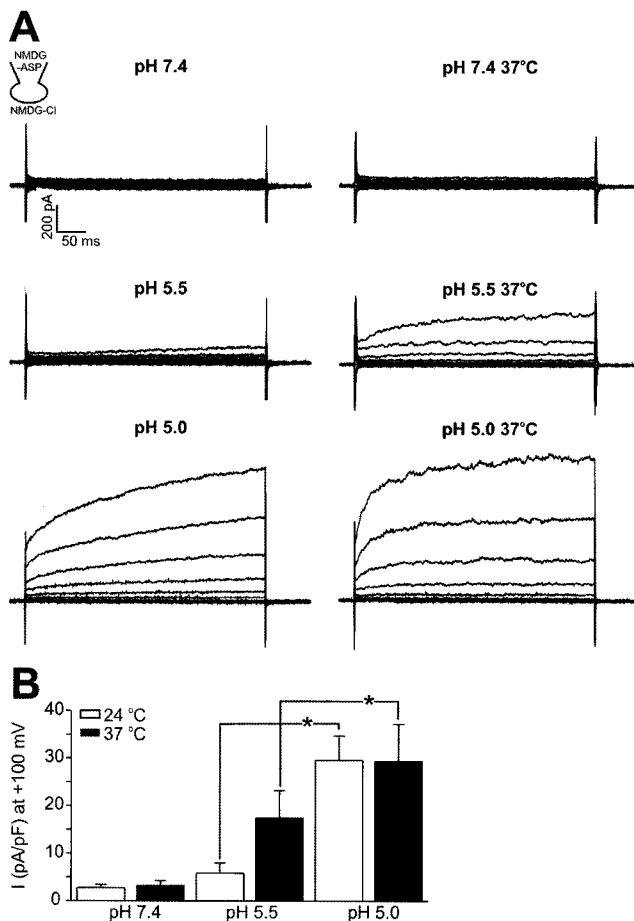 A
NMDG
-ASP
NMDG-Cl
pH 7.4
pH 7.4 37°C
200 pA
50 ms
pH 5.5
pH 5.5 37°C
pH 5.0
pH 5.0 37°C
B
I (pA/pF) at +100 mV
40
30
20
10
0
24 °C
37 °C
*
*
pH 7.4
pH 5.5
pH 5.0